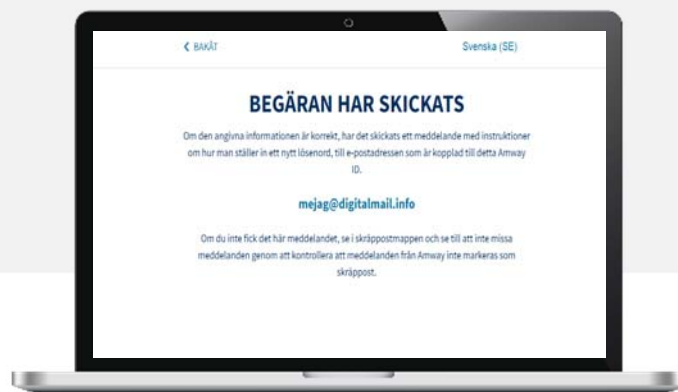 BAKÅT
Svenska (SE)
BEGÄRAN HAR SKICKATS
Om den angivna informationen är korrekt, har det skickats ett meddelande med instruktioner
om hur man ställer in ett nytt lösenord, till e-postadressen som är kopplad till detta Amway
ID.
mejag@digitalmail.info
Om du inte fick det här meddelandet, se i skräppostmappen och se till att inte missa
meddelanden genom att kontrollera att meddelanden från Amway inte markeras som
skräppost.